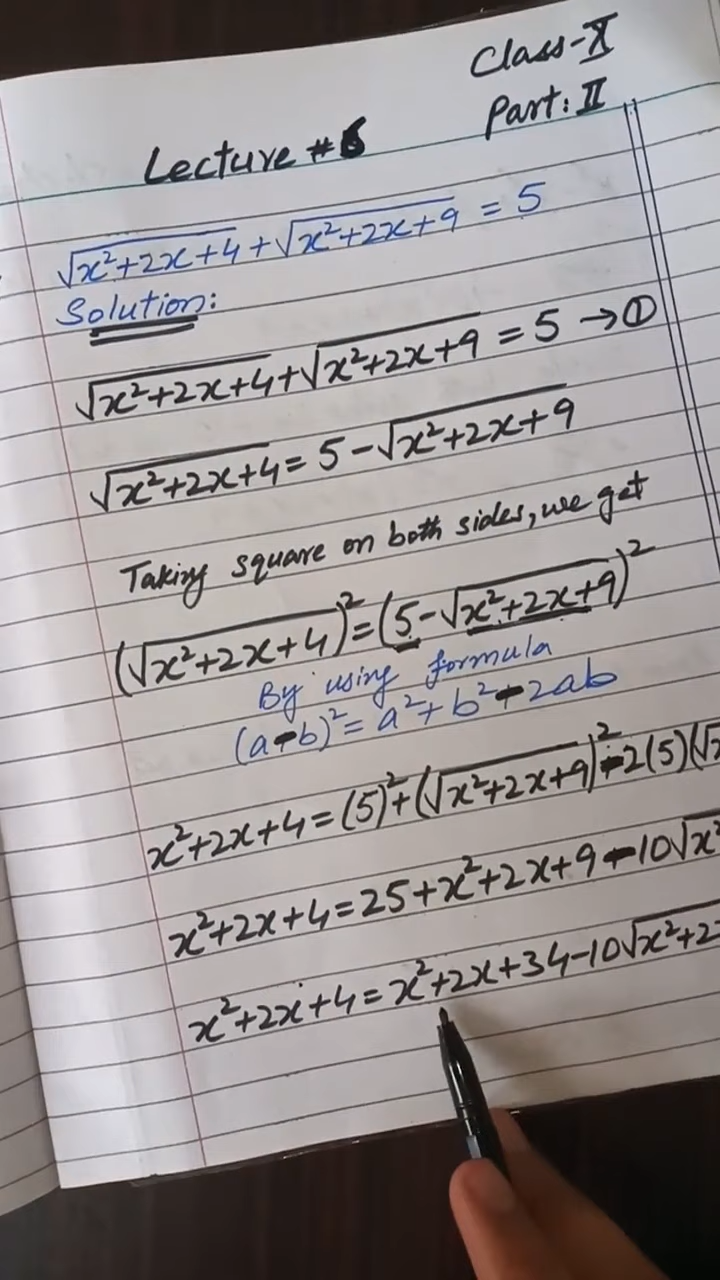 Class-X
Part: II
Lecture #6
√x²+2x+4 + √x²+2x+9 = 5
Solution:
√x²+2x+4 + √x²+2x+9 = 5 → ①
√x²+2x+4 = 5 - √x²+2x+9
Taking square on both sides, we get
(√x²+2x+4)² = (5-√x²+2x+9)²
By using formula
(a-b)² = a² + b² - 2ab
x²+2x+4 = (5)² + (√x²+2x+9)² - 2(5)(√x
x²+2x+4 = 25 + x²+2x+9 - 10√x²
x²+2x+4 = x²+2x+34-10√x²+2